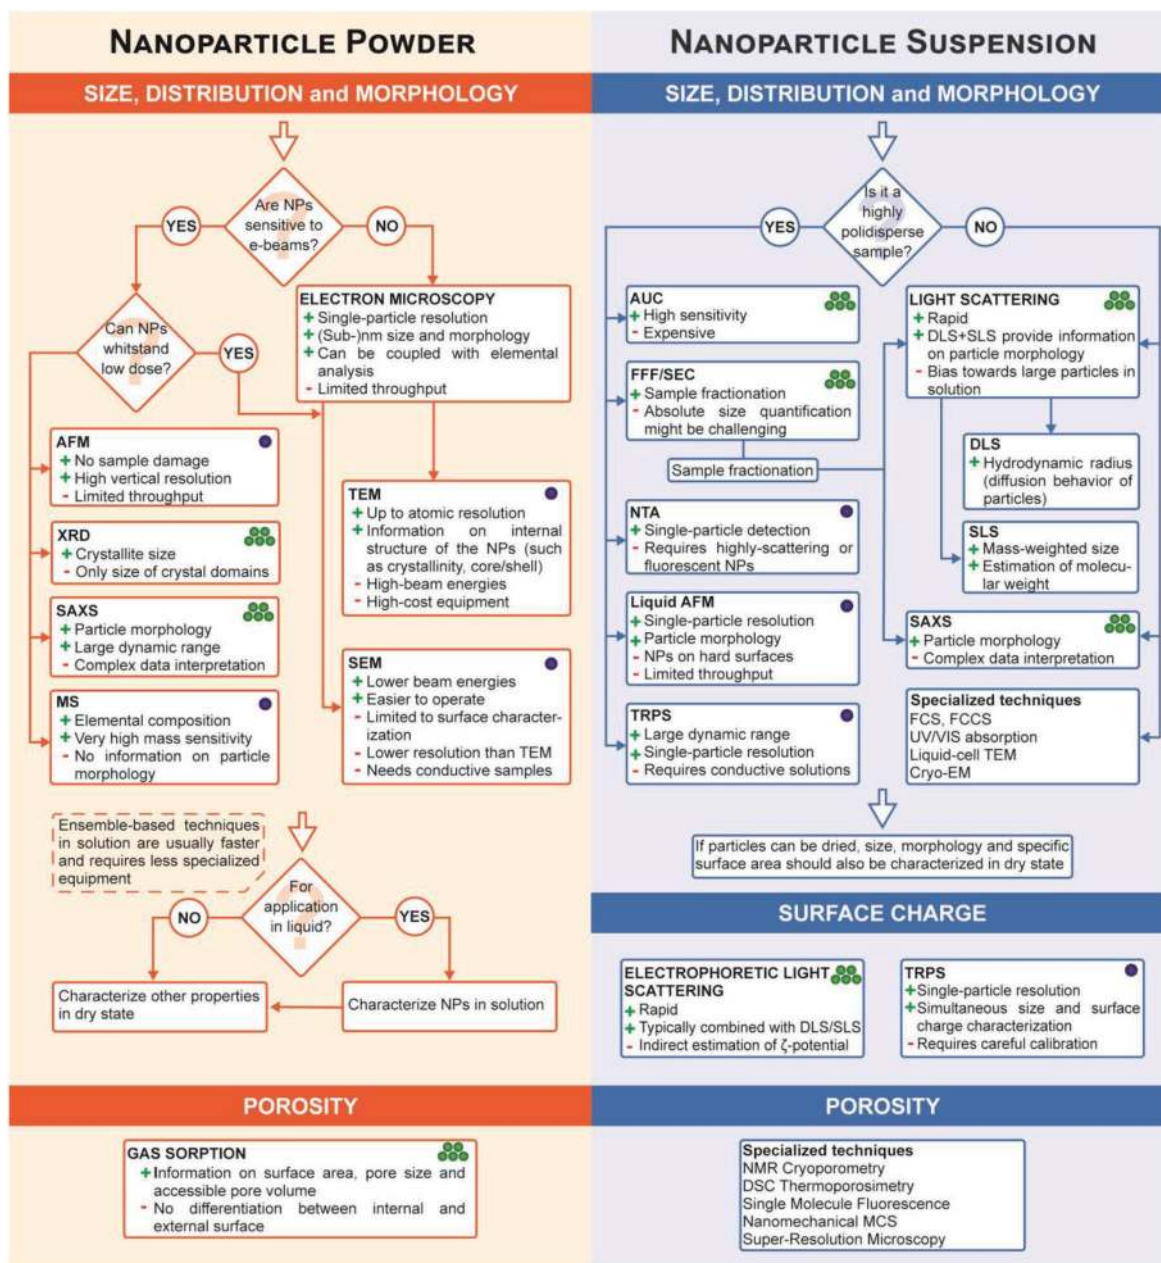 NANOPARTICLE POWDER
SIZE, DISTRIBUTION and MORPHOLOGY
Are NPs
sensitive to
e-beams?
YES
NO
Can NPs
whitstand
low dose?
YES
ELECTRON MICROSCOPY
+ Single-particle resolution
+ (Sub-)nm size and morphology
+ Can be coupled with elemental
analysis
- Limited throughput
AFM
+ No sample damage
+ High vertical resolution
- Limited throughput
XRD
+ Crystallite size
- Only size of crystal domains
SAXS
+ Particle morphology
+ Large dynamic range
- Complex data interpretation
MS
+ Elemental composition
+ Very high mass sensitivity
- No information on particle
morphology
TEM
+ Up to atomic resolution
+ Information on internal
structure of the NPs (such
as crystallinity, core/shell)
- High-beam energies
- High-cost equipment
SEM
+ Lower beam energies
+ Easier to operate
- Limited to surface character-
ization
- Lower resolution than TEM
- Needs conductive samples
Ensemble-based techniques
in solution are usually faster
and requires less specialized
equipment
For
application
in liquid?
NO
YES
Characterize other properties
in dry state
Characterize NPs in solution
POROSITY
GAS SORPTION
+ Information on surface area, pore size and
accessible pore volume
- No differentiation between internal and
external surface
NANOPARTICLE SUSPENSION
SIZE, DISTRIBUTION and MORPHOLOGY
Is it a
highly
polidisperse
sample?
YES
NO
AUC
+ High sensitivity
- Expensive
FFF/SEC
+ Sample fractionation
- Absolute size quantification
might be challenging
Sample fractionation
NTA
+ Single-particle detection
- Requires highly-scattering or
fluorescent NPs
Liquid AFM
+ Single-particle resolution
+ Particle morphology
- NPs on hard surfaces
- Limited throughput
TRPS
+ Large dynamic range
+ Single-particle resolution
- Requires conductive solutions
LIGHT SCATTERING
+ Rapid
+ DLS+SLS provide information
on particle morphology
- Bias towards large particles in
solution
DLS
+ Hydrodynamic radius
(diffusion behavior of
particles)
SLS
+ Mass-weighted size
+ Estimation of molecu-
lar weight
SAXS
+ Particle morphology
- Complex data interpretation
Specialized techniques
FCS, FCCS
UV/VIS absorption
Liquid-cell TEM
Cryo-EM
If particles can be dried, size, morphology and specific
surface area should also be characterized in dry state
SURFACE CHARGE
ELECTROPHORETIC LIGHT
SCATTERING
+ Rapid
+ Typically combined with DLS/SLS
- Indirect estimation of ζ-potential
TRPS
+ Single-particle resolution
+ Simultaneous size and surface
charge characterization
- Requires careful calibration
POROSITY
Specialized techniques
NMR Cryoporometry
DSC Thermoporosimetry
Single Molecule Fluorescence
Nanomechanical MCS
Super-Resolution Microscopy